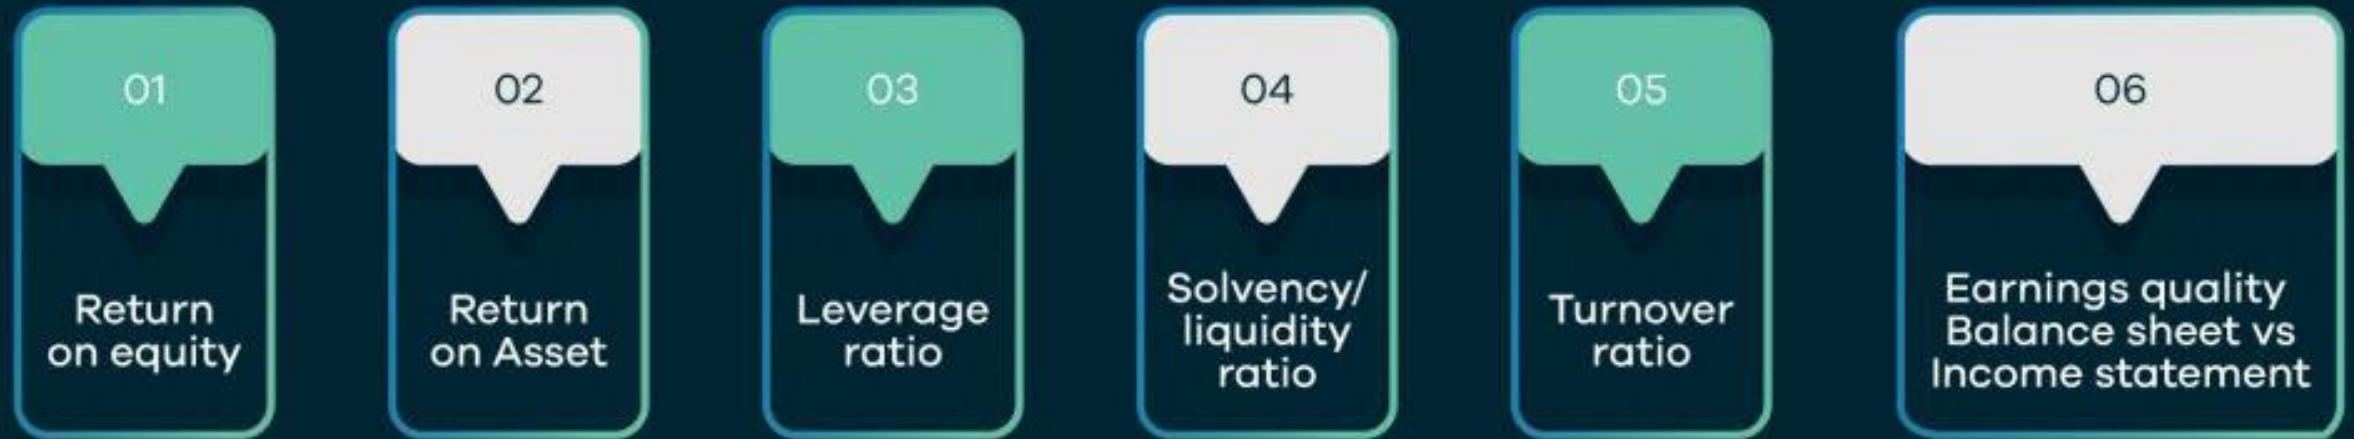 01
Return
on equity
02
Return
on Asset
03
Leverage
ratio
04
Solvency/
liquidity
ratio
05
Turnover
ratio
06
Earnings quality
Balance sheet vs
Income statement